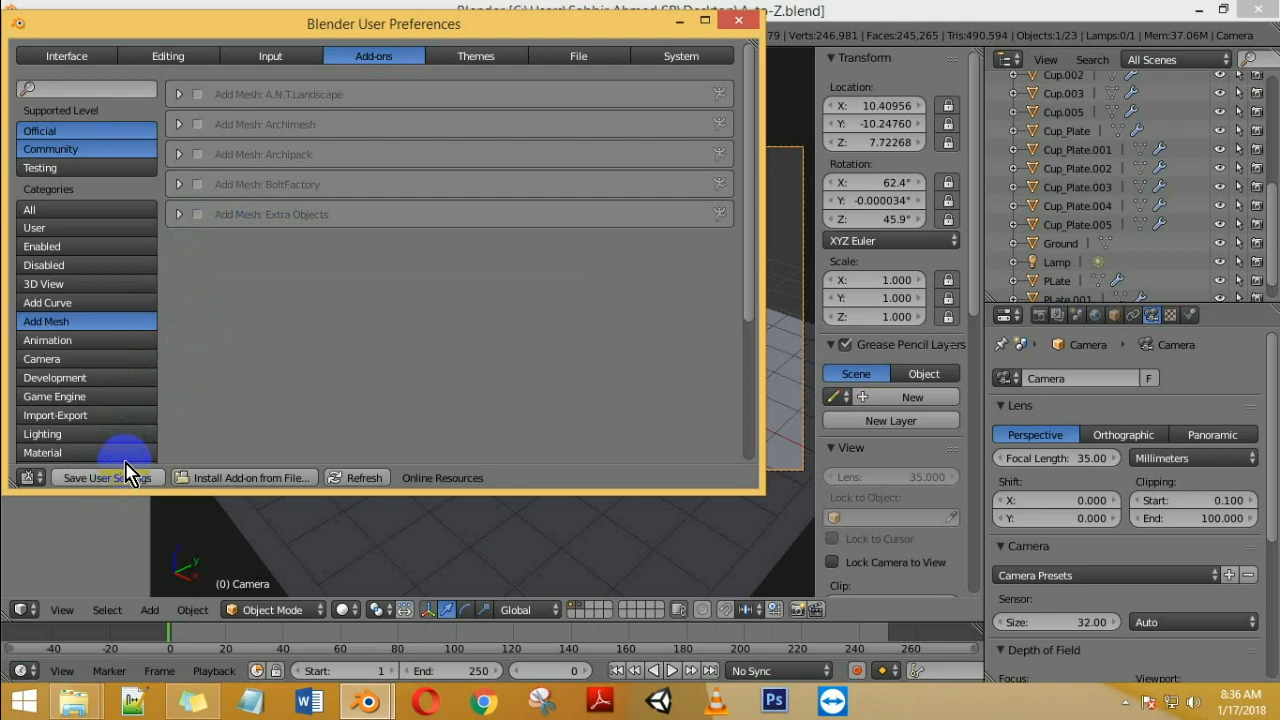 Blender [C:\Users\Sabbir Ahmed SR\Desktop\A-to-Z.blend]
Blender User Preferences
79 | Verts:246,981 | Faces:245,265 | Tris:490,594 | Objects:1/23 | Lamps:0/1 | Mem:37.06M | Camera
Interface
Editing
Input
Add-ons
Themes
File
System
Supported Level
Official
Community
Testing
Categories
All
User
Enabled
Disabled
3D View
Add Curve
Add Mesh
Animation
Camera
Development
Game Engine
Import-Export
Lighting
Material
Add Mesh: A.N.T.Landscape
Add Mesh: Archimesh
Add Mesh: Archipack
Add Mesh: BoltFactory
Add Mesh: Extra Objects
Save User Settings
Install Add-on from File...
Refresh
Online Resources
Transform
Location:
X: 10.40956
Y: -10.24760
Z: 7.72268
Rotation:
X: 62.4°
Y: -0.000034°
Z: 45.9°
XYZ Euler
Scale:
X: 1.000
Y: 1.000
Z: 1.000
Grease Pencil Layers
Scene
Object
New
New Layer
View
Lens: 35.000
Lock to Object:
Lock to Cursor
Lock Camera to View
Clip:
View
Search
All Scenes
Cup.002
Cup.003
Cup.005
Cup_Plate
Cup_Plate.001
Cup_Plate.002
Cup_Plate.003
Cup_Plate.004
Cup_Plate.005
Ground
Lamp
PLate
PLate.001
Camera
Camera
Camera
F
Lens
Perspective
Orthographic
Panoramic
Focal Length: 35.00
Millimeters
Shift:
Clipping:
X: 0.000
Start: 0.100
Y: 0.000
End: 100.000
Camera
Camera Presets
Sensor:
Size: 32.00
Auto
Depth of Field
Focus:
Viewport:
z
y
(0) Camera
View
Select
Add
Object
Object Mode
Global
-40 -20 0 20 40 60 80 100 120 140 160 180 200 220 240 260
View
Marker
Frame
Playback
Start: 1
End: 250
0
No Sync
Ps
8:36 AM
1/17/2018